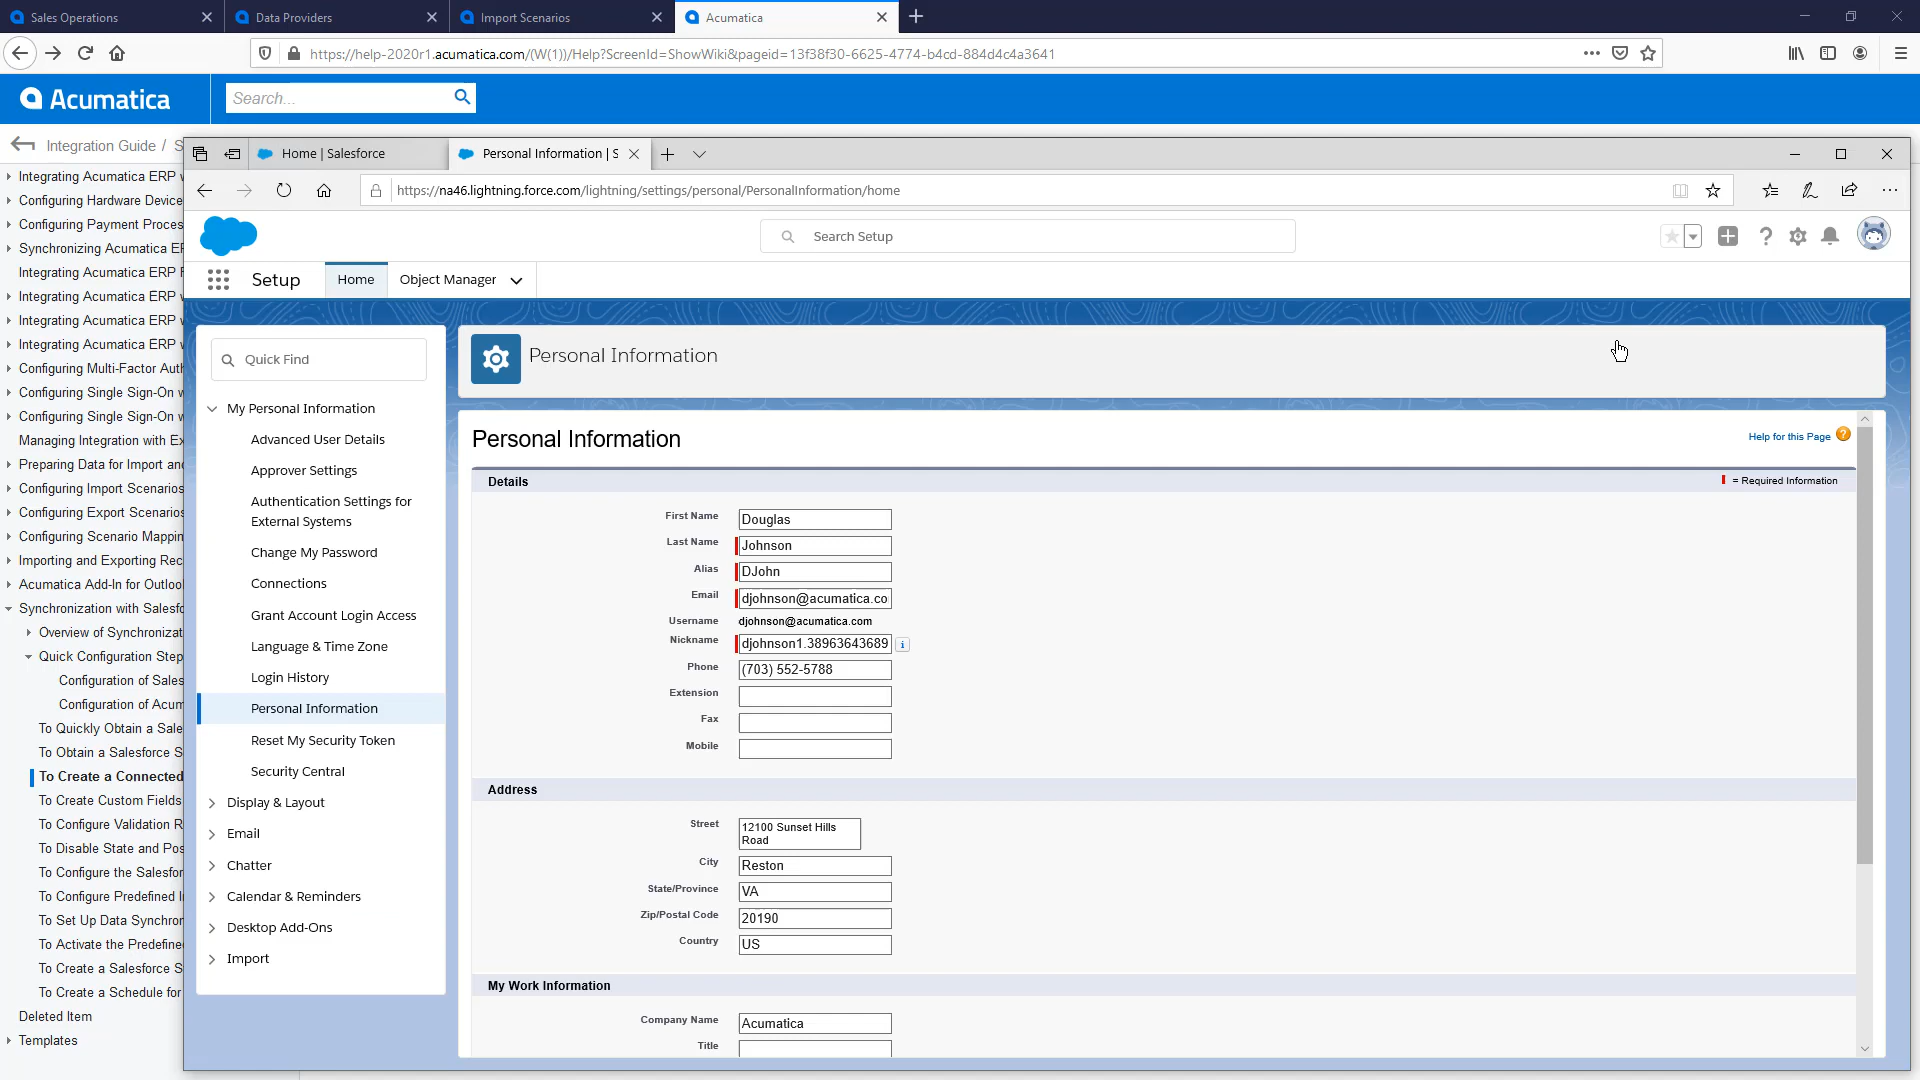 Sales Operations
Data Providers
Import Scenarios
Acumatica
https://help-2020r1.acumatica.com/(W(1))/Help?ScreenId=ShowWiki&pageid=13f38f30-6625-4774-b4cd-884d4c4a3641
Acumatica
Search...
Integration Guide / S
Integrating Acumatica ERP w
Configuring Hardware Device
Configuring Payment Proces
Synchronizing Acumatica ER
Integrating Acumatica ERP F
Integrating Acumatica ERP w
Integrating Acumatica ERP w
Integrating Acumatica ERP w
Configuring Multi-Factor Auth
Configuring Single Sign-On w
Configuring Single Sign-On w
Managing Integration with Ex
Preparing Data for Import and
Configuring Import Scenarios
Configuring Export Scenarios
Configuring Scenario Mappin
Importing and Exporting Rec
Acumatica Add-In for Outloo
Synchronization with Salesfo
Overview of Synchronizat
Quick Configuration Step
Configuration of Sales
Configuration of Acum
To Quickly Obtain a Sale
To Obtain a Salesforce S
To Create a Connected
To Create Custom Fields
To Configure Validation R
To Disable State and Pos
To Configure the Salesfor
To Configure Predefined I
To Set Up Data Synchror
To Activate the Predefine
To Create a Salesforce S
To Create a Schedule for
Deleted Item
Templates
Home | Salesforce
Personal Information | S
https://na46.lightning.force.com/lightning/settings/personal/PersonalInformation/home
Search Setup
Setup
Home
Object Manager
Quick Find
My Personal Information
Advanced User Details
Approver Settings
Authentication Settings for
External Systems
Change My Password
Connections
Grant Account Login Access
Language & Time Zone
Login History
Personal Information
Reset My Security Token
Security Central
Display & Layout
Email
Chatter
Calendar & Reminders
Desktop Add-Ons
Import
Personal Information
Personal Information
Help for this Page ?
Details
= Required Information
First Name Douglas
Last Name Johnson
Alias DJohn
Email djohnson@acumatica.co
Username djohnson@acumatica.com
Nickname djohnson1.38963643689 i
Phone (703) 552-5788
Extension
Fax
Mobile
Address
Street 12100 Sunset Hills
Road
City Reston
State/Province VA
Zip/Postal Code 20190
Country US
My Work Information
Company Name Acumatica
Title